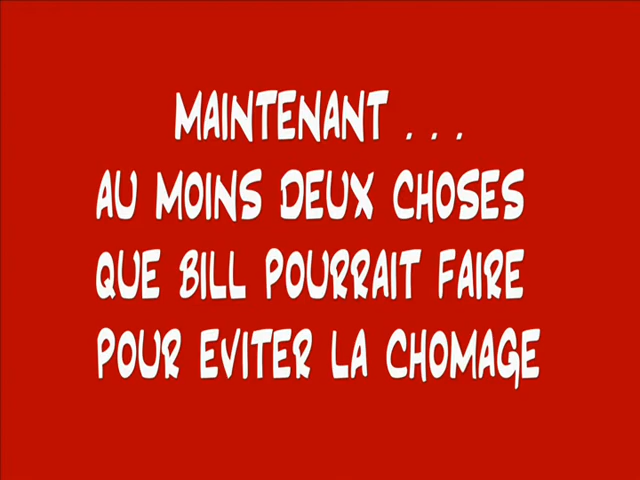 MAINTENANT . . .
AU MOINS DEUX CHOSES
QUE BILL POURRAIT FAIRE
POUR EVITER LA CHOMAGE